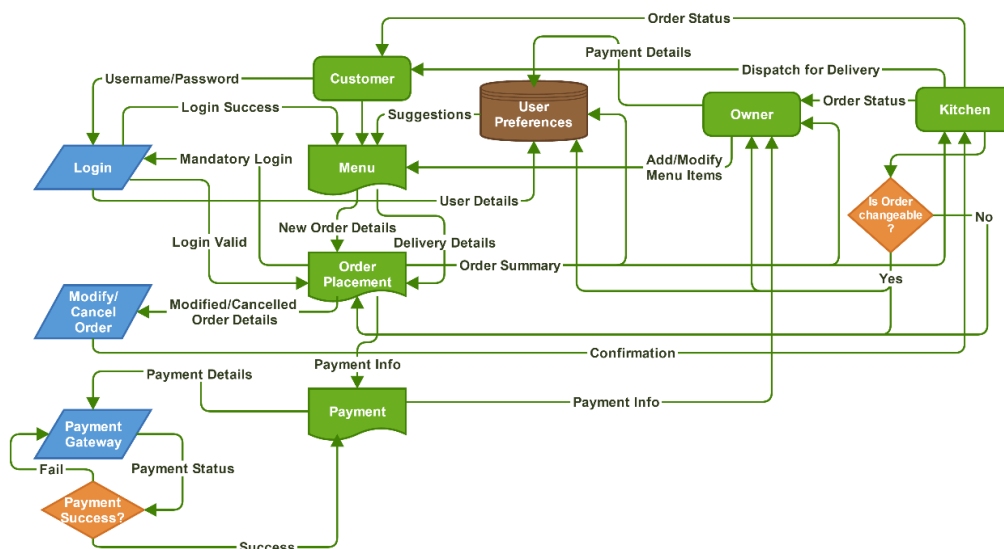 Order Status
Payment Details
Customer
Dispatch for Delivery
Username/Password
User
Preferences
Login Success
Suggestions
Owner
Order Status
Kitchen
Login
Mandatory Login
Menu
Add/Modify
Menu Items
User Details
Is Order
changeable
?
No
New Order Details
Login Valid
Delivery Details
Order
Placement
Order Summary
Yes
Modify/
Cancel
Order
Modified/Cancelled
Order Details
Confirmation
Payment Info
Payment Details
Payment
Payment Info
Payment
Gateway
Fail
Payment Status
Payment
Success?
Success